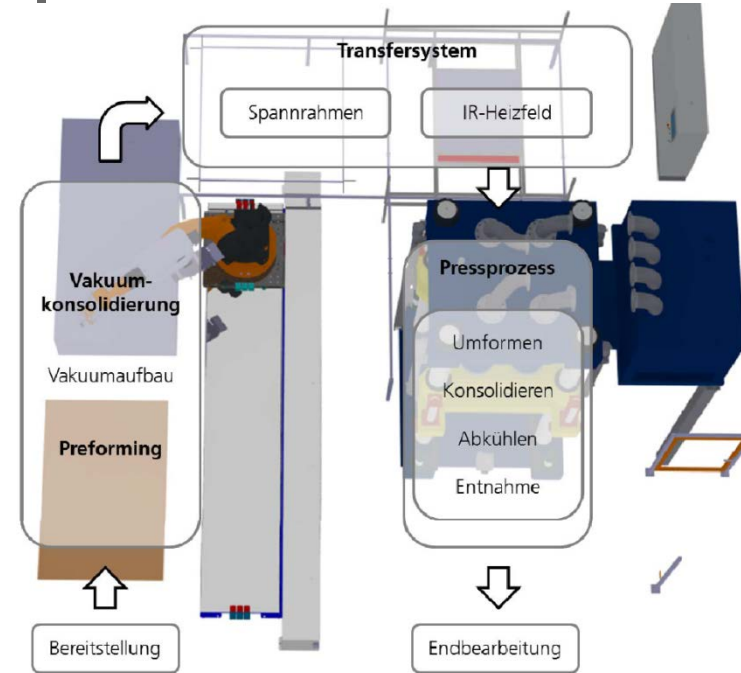 Transfersystem
Spannrahmen
IR-Heizfeld
Vakuum-
konsolidierung
Vakuumaufbau
Preforming
Bereitstellung
Pressprozess
Umformen
Konsolidieren
Abkühlen
Entnahme
Endbearbeitung